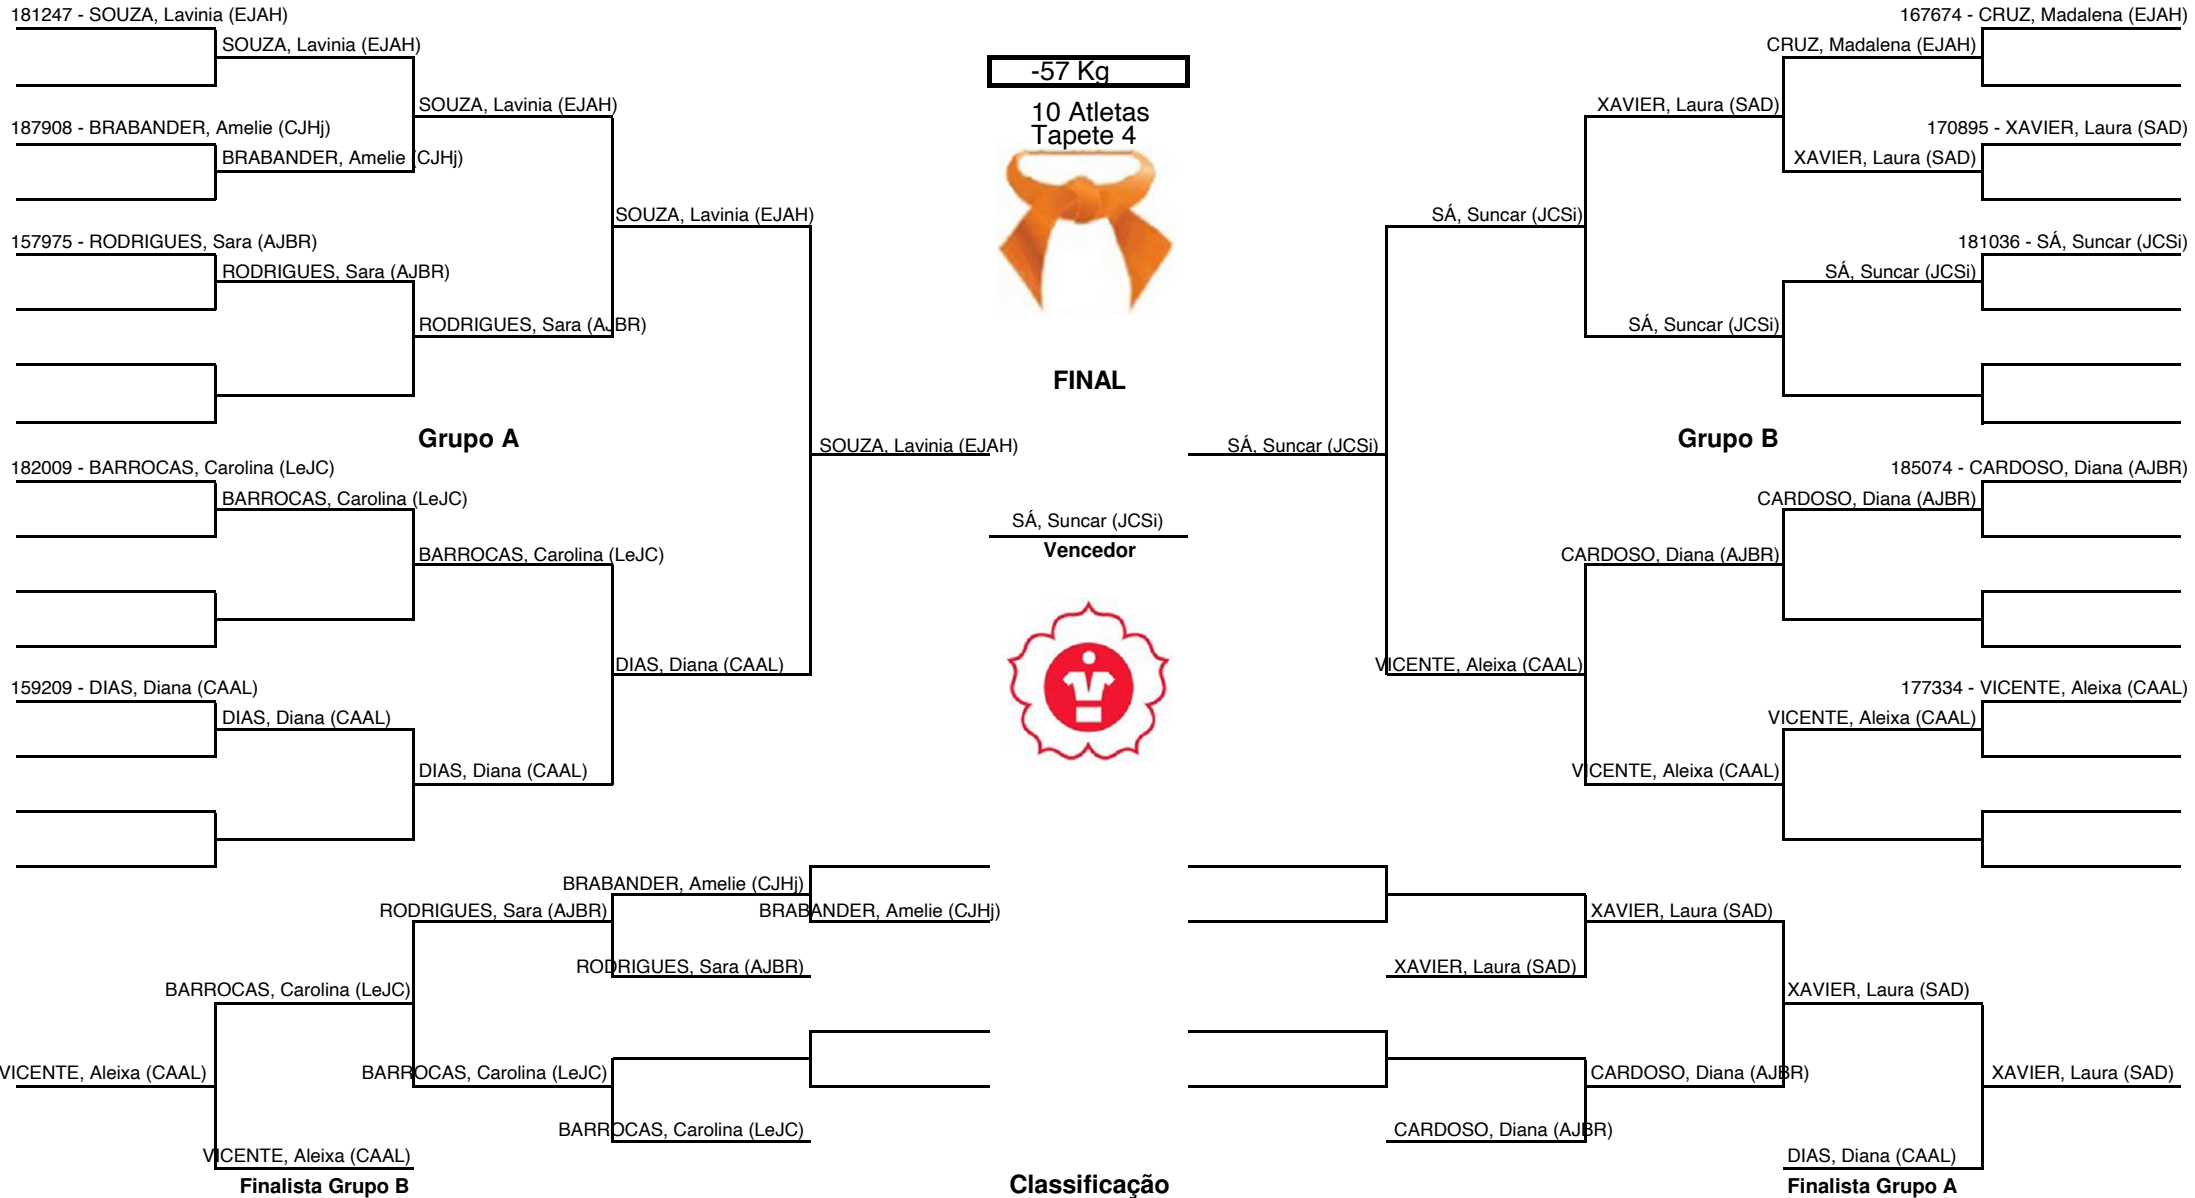 181247 - SOUZA, Lavinia (EJAH)
SOUZA, Lavinia (EJAH)
SOUZA, Lavinia (EJAH)
187908 - BRABANDER, Amelie (CJHj)
BRABANDER, Amelie (CJHj)
SOUZA, Lavinia (EJAH)
157975 - RODRIGUES, Sara (AJBR)
RODRIGUES, Sara (AJBR)
RODRIGUES, Sara (AJBR)
Grupo A
SOUZA, Lavinia (EJAH)
182009 - BARROCAS, Carolina (LeJC)
BARROCAS, Carolina (LeJC)
BARROCAS, Carolina (LeJC)
DIAS, Diana (CAAL)
159209 - DIAS, Diana (CAAL)
DIAS, Diana (CAAL)
DIAS, Diana (CAAL)
-57 Kg
10 Atletas
Tapete 4
FINAL
SÁ, Suncar (JCSi)
Vencedor
167674 - CRUZ, Madalena (EJAH)
CRUZ, Madalena (EJAH)
XAVIER, Laura (SAD)
170895 - XAVIER, Laura (SAD)
XAVIER, Laura (SAD)
SÁ, Suncar (JCSi)
181036 - SÁ, Suncar (JCSi)
SÁ, Suncar (JCSi)
SÁ, Suncar (JCSi)
Grupo B
SÁ, Suncar (JCSi)
185074 - CARDOSO, Diana (AJBR)
CARDOSO, Diana (AJBR)
CARDOSO, Diana (AJBR)
VICENTE, Aleixa (CAAL)
177334 - VICENTE, Aleixa (CAAL)
VICENTE, Aleixa (CAAL)
VICENTE, Aleixa (CAAL)
BRABANDER, Amelie (CJHj)
RODRIGUES, Sara (AJBR)
BRABANDER, Amelie (CJHj)
RODRIGUES, Sara (AJBR)
BARROCAS, Carolina (LeJC)
VICENTE, Aleixa (CAAL)
BARROCAS, Carolina (LeJC)
BARROCAS, Carolina (LeJC)
VICENTE, Aleixa (CAAL)
Finalista Grupo B
XAVIER, Laura (SAD)
XAVIER, Laura (SAD)
XAVIER, Laura (SAD)
CARDOSO, Diana (AJBR)
XAVIER, Laura (SAD)
CARDOSO, Diana (AJBR)
DIAS, Diana (CAAL)
Finalista Grupo A
Classificação